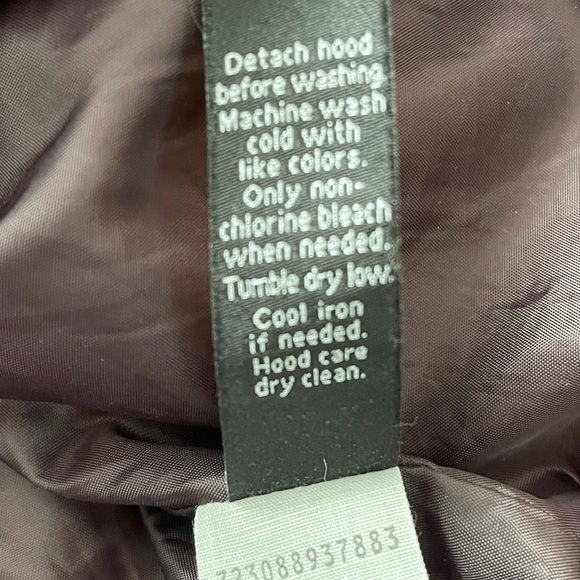 Detach hood
before washing.
Machine wash
cold with
like colors.
Only non-
chlorine bleach
when needed.
Tumble dry low.
Cool iron
if needed.
Hood care
dry clean.
323088937883